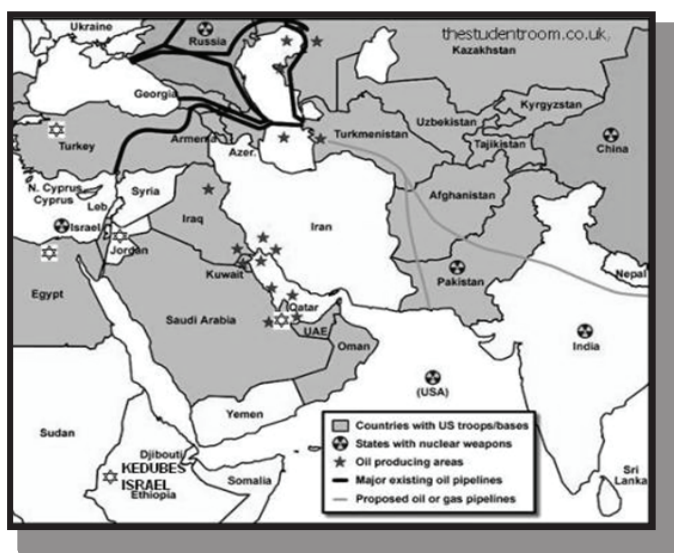 Ukraine
Russia
thestudentroom.co.uk,
Kazakhstan
Georgia
Kyrgyzstan
Uzbekistan
Turkmenistan
Tajikistan
Turkey
Armenia
Azer.
China
N. Cyprus
Cyprus
Syria
Leb.
Afghanistan
Israel
Iraq
Iran
Jordan
Kuwait
Pakistan
Nepal
Egypt
Saudi Arabia
Qatar
UAE
Oman
India
(USA)
Yemen
Sudan
Djibouti
KEDUBES
ISRAEL
Ethiopia
Somalia
Sri
Lanka
Countries with US troops/bases
States with nuclear weapons
Oil producing areas
Major existing oil pipelines
Proposed oil or gas pipelines